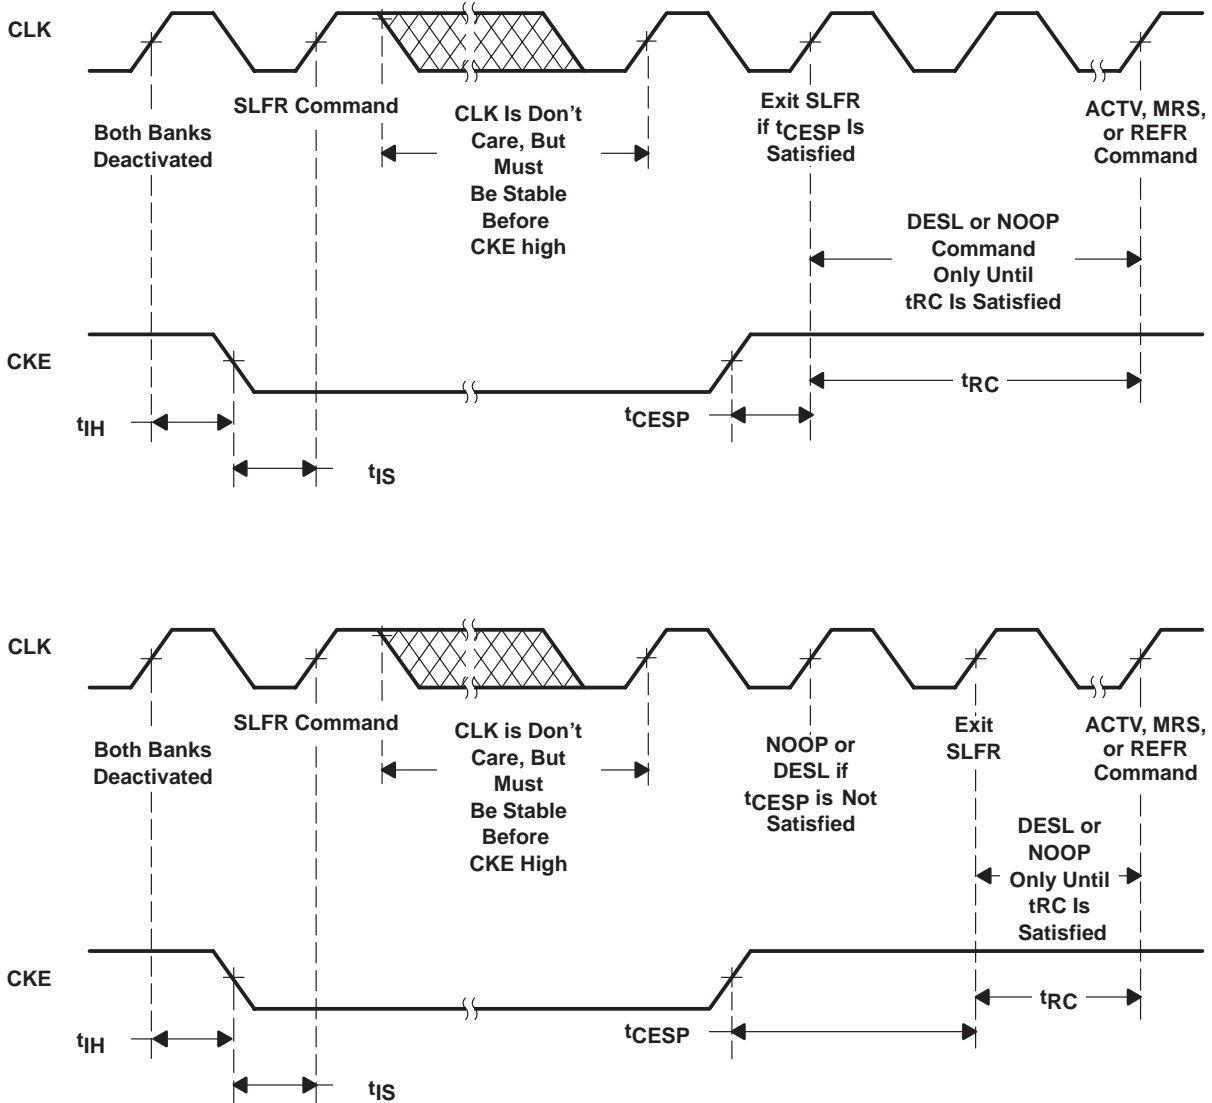 CLK
SLFR Command
Both Banks
Deactivated
CLK Is Don't
Care, But
Must
Be Stable
Before
CKE high
Exit SLFR
if tCESP Is
Satisfied
ACTV, MRS,
or REFR
Command
DESL or NOOP
Command
Only Until
tRC Is Satisfied
CKE
tIH
tIS
tCESP
tRC
CLK
SLFR Command
Both Banks
Deactivated
CLK is Don't
Care, But
Must
Be Stable
Before
CKE High
NOOP or
DESL if
tCESP is Not
Satisfied
Exit
SLFR
ACTV, MRS,
or REFR
Command
DESL or
NOOP
Only Until
tRC Is
Satisfied
CKE
tIH
tIS
tCESP
tRC